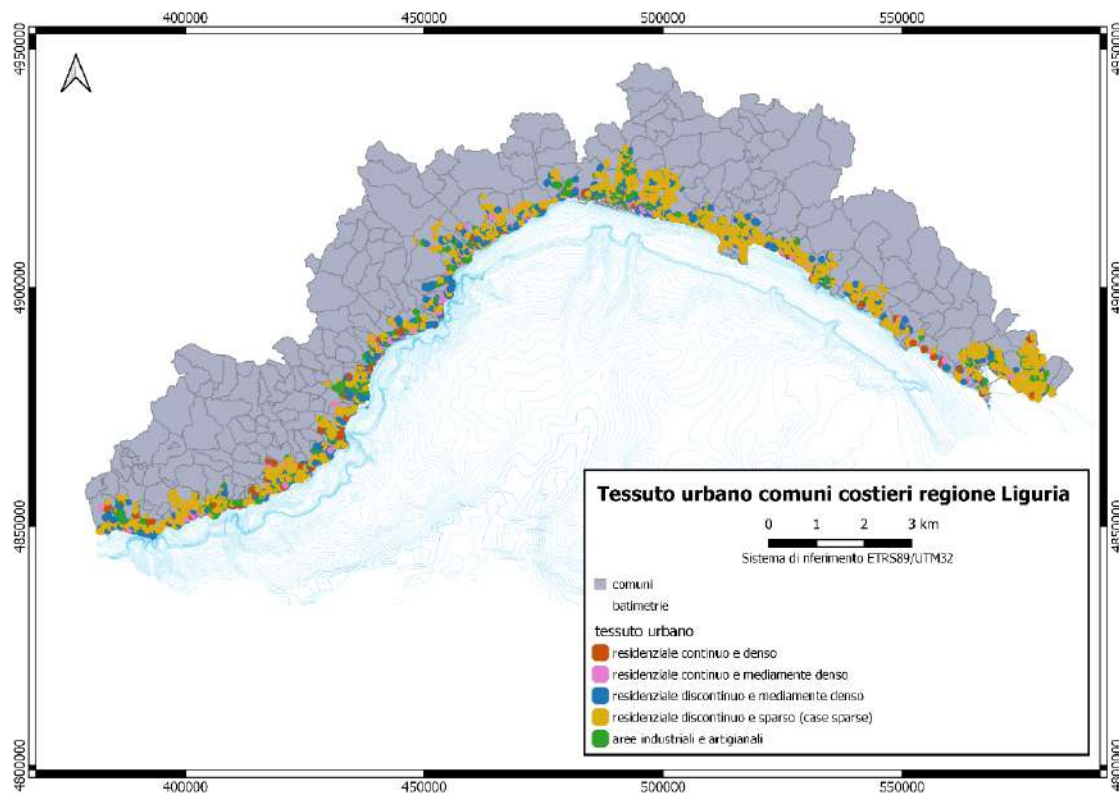 400000 450000 500000 550000
4950000 4950000
4900000 4900000
4850000 4850000
4800000 4800000
Tessuto urbano comuni costieri regione Liguria
0 1 2 3 km
Sistema di riferimento ETRS89/UTM32
comuni
batimetrie
tessuto urbano
residenziale continuo e denso
residenziale continuo e mediamente denso
residenziale discontinuo e mediamente denso
residenziale discontinuo e sparso (case sparse)
aree industriali e artigianali
400000 450000 500000 550000